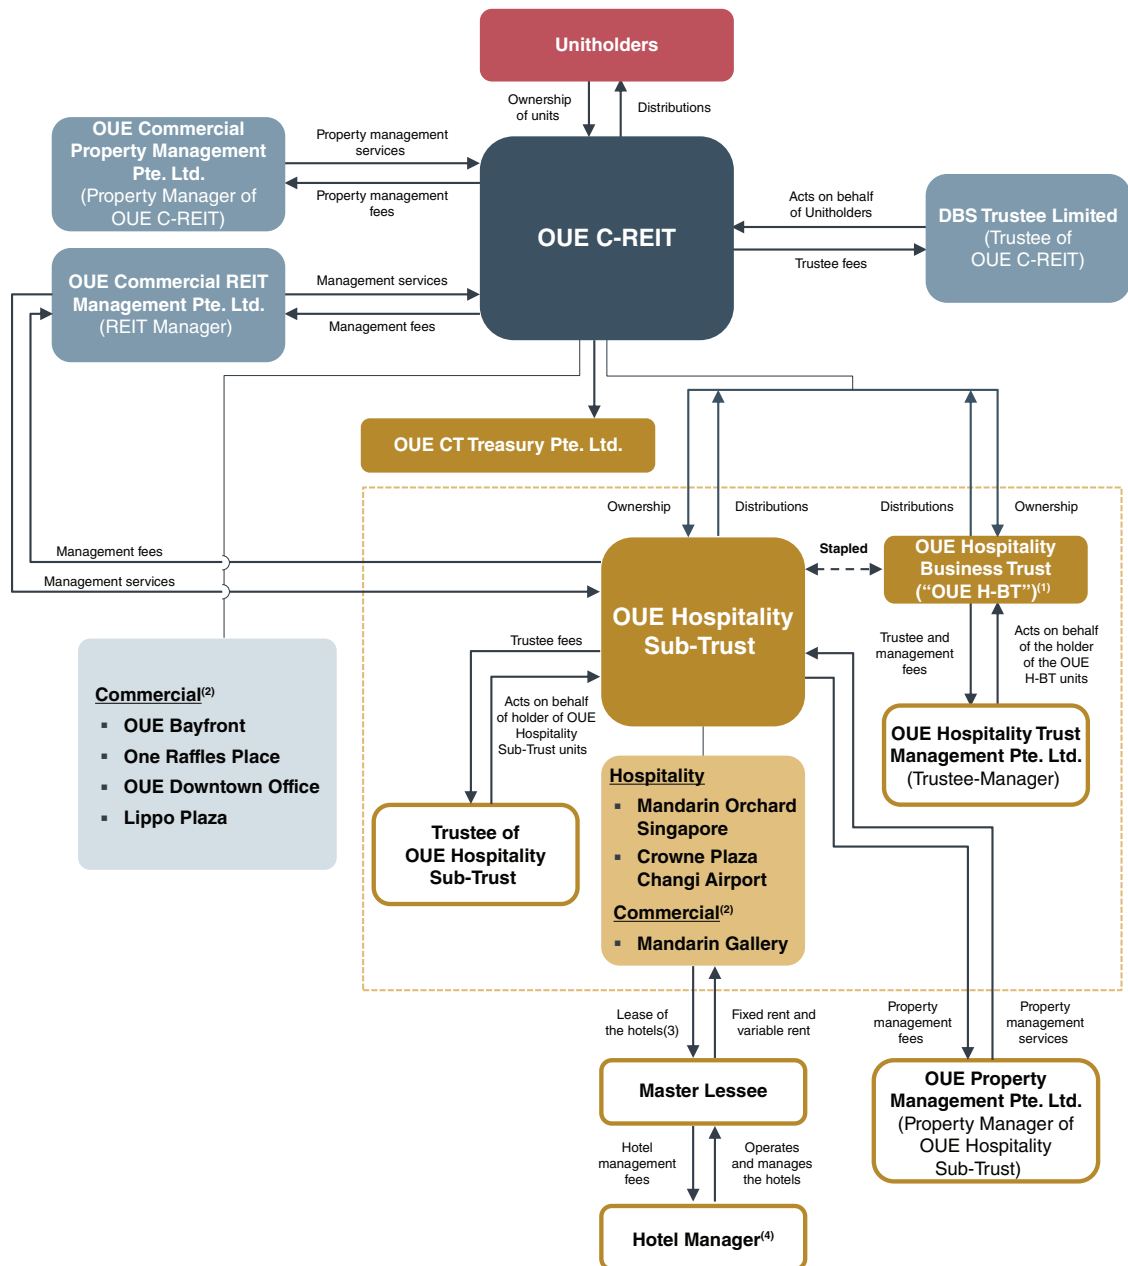 Unitholders
Ownership
of units
Distributions
OUE Commercial
Property Management
Pte. Ltd.
(Property Manager of
OUE C-REIT)
Property management
services
Property management
fees
OUE C-REIT
Acts on behalf
of Unitholders
Trustee fees
DBS Trustee Limited
(Trustee of
OUE C-REIT)
OUE Commercial REIT
Management Pte. Ltd.
(REIT Manager)
Management services
Management fees
OUE CT Treasury Pte. Ltd.
Ownership
Distributions
Distributions
Ownership
Management fees
Management services
OUE Hospitality
Sub-Trust
Stapled
OUE Hospitality
Business Trust
(“OUE H-BT”)(1)
Trustee fees
Acts on behalf
of holder of OUE
Hospitality
Sub-Trust units
Trustee and
management
fees
Acts on behalf
of the holder
of the OUE
H-BT units
Commercial(2)
▪ OUE Bayfront
▪ One Raffles Place
▪ OUE Downtown Office
▪ Lippo Plaza
OUE Hospitality Trust
Management Pte. Ltd.
(Trustee-Manager)
Trustee of
OUE Hospitality
Sub-Trust
Hospitality
▪ Mandarin Orchard
Singapore
▪ Crowne Plaza
Changi Airport
Commercial(2)
▪ Mandarin Gallery
Lease of
the hotels(3)
Fixed rent and
variable rent
Property
management
fees
Property
management
services
Master Lessee
OUE Property
Management Pte. Ltd.
(Property Manager of
OUE Hospitality
Sub-Trust)
Hotel
management
fees
Operates
and manages
the hotels
Hotel Manager(4)